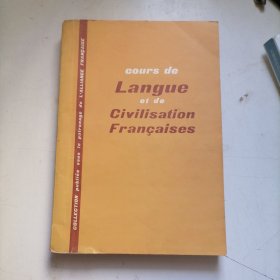 cours de
Langue
et de
Civilisation
Françaises
COLLECTION publiée sous le patronage de L'ALLIANCE FRANÇAISE